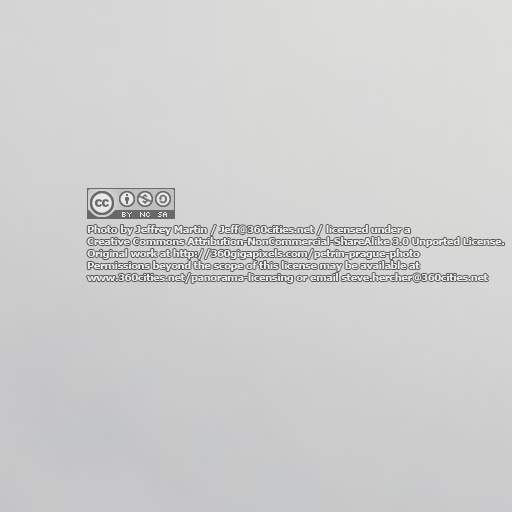 cc BY NC SA
Photo by Jeffrey Martin / Jeff@360cities.net / licensed under a
Creative Commons Attribution-NonCommercial-ShareAlike 3.0 Unported License.
Original work at http://360gigapixels.com/petrin-prague-photo
Permissions beyond the scope of this license may be available at
www.360cities.net/panorama-licensing or email steve.hercher@360cities.net